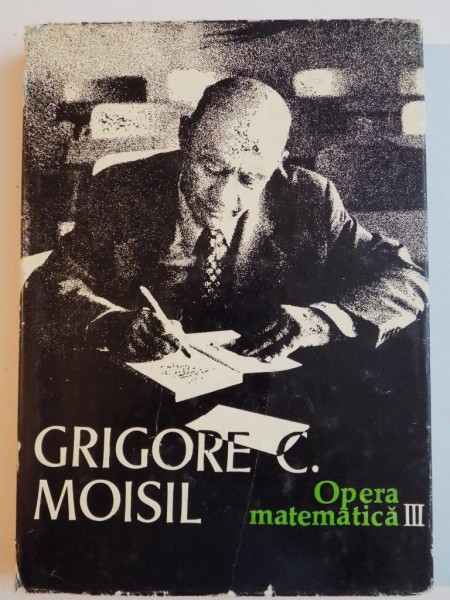 GRIGORE C.
MOISIL
Opera
matematică III